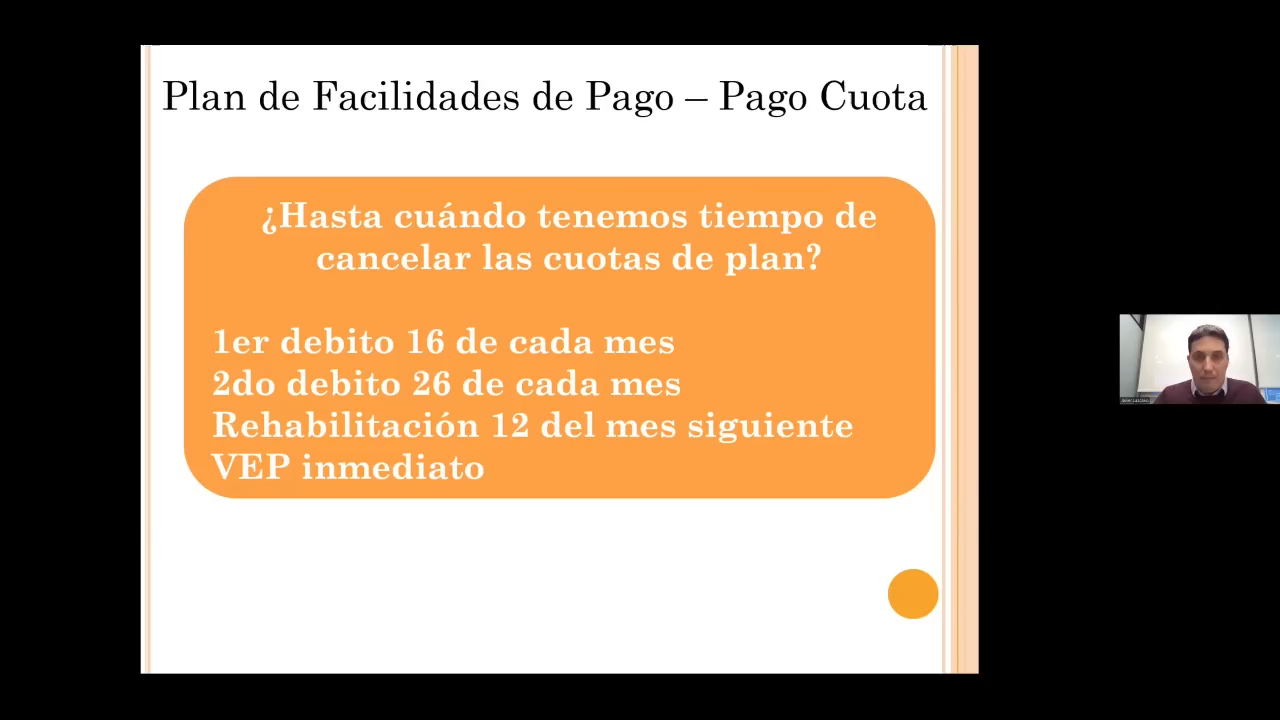 Plan de Facilidades de Pago – Pago Cuota
¿Hasta cuándo tenemos tiempo de
cancelar las cuotas de plan?
1er debito 16 de cada mes
2do debito 26 de cada mes
Rehabilitación 12 del mes siguiente
VEP inmediato